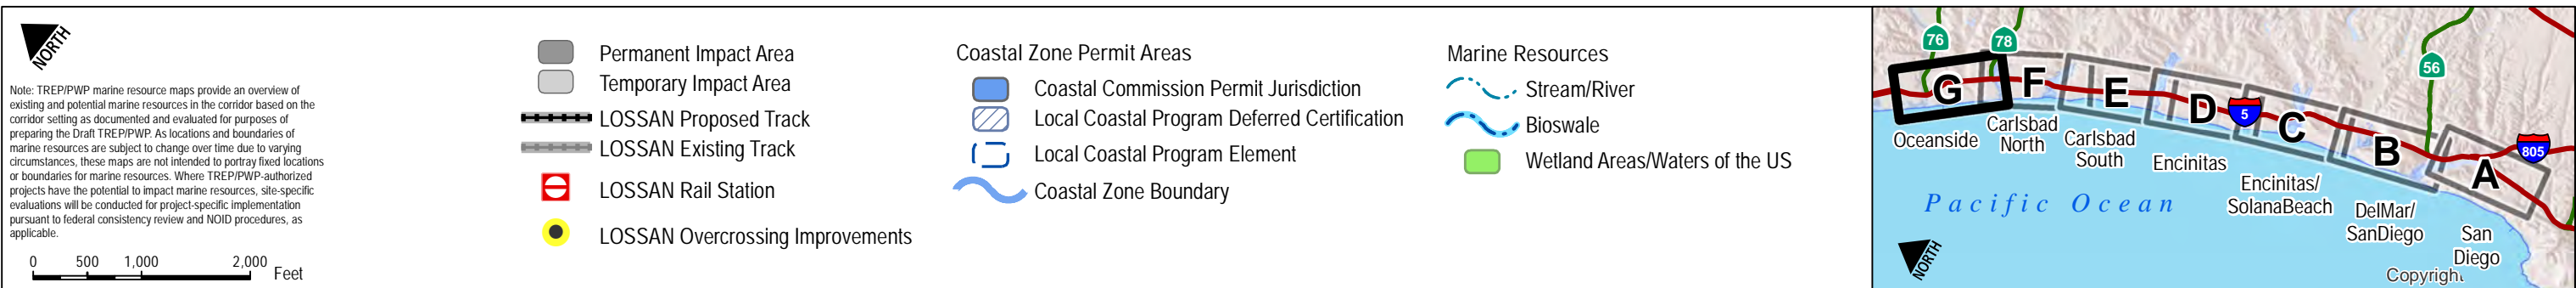 NORTH
Note: TREP/PWP marine resource maps provide an overview of
existing and potential marine resources in the corridor based on the
corridor setting as documented and evaluated for purposes of
preparing the Draft TREP/PWP. As locations and boundaries of
marine resources are subject to change over time due to varying
circumstances, these maps are not intended to portray fixed locations
or boundaries for marine resources. Where TREP/PWP-authorized
projects have the potential to impact marine resources, site-specific
evaluations will be conducted for project-specific implementation
pursuant to federal consistency review and NOID procedures, as
applicable.
0 500 1,000 2,000
Feet
Permanent Impact Area
Temporary Impact Area
LOSSAN Proposed Track
LOSSAN Existing Track
LOSSAN Rail Station
LOSSAN Overcrossing Improvements
Coastal Zone Permit Areas
Coastal Commission Permit Jurisdiction
Local Coastal Program Deferred Certification
Local Coastal Program Element
Coastal Zone Boundary
Marine Resources
Stream/River
Bioswale
Wetland Areas/Waters of the US
76
78
56
5
805
G F E D C B A
Oceanside
Carlsbad
North
Carlsbad
South
Encinitas
Encinitas/
SolanaBeach
DelMar/
SanDiego
San
Diego
Pacific Ocean
NORTH
Copyright